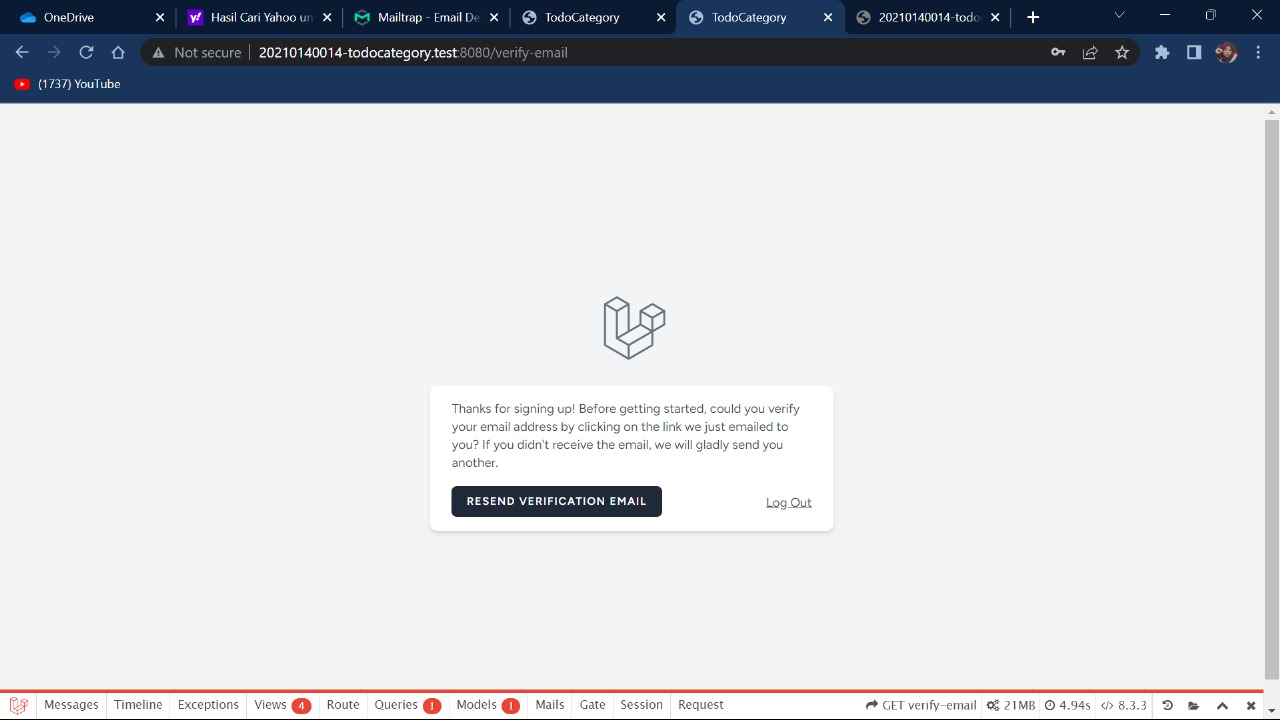 OneDrive
Hasil Cari Yahoo un
Mailtrap - Email De
TodoCategory
TodoCategory
20210140014-todo
Not secure
20210140014-todocategory.test:8080/verify-email
(1737) YouTube
Thanks for signing up! Before getting started, could you verify
your email address by clicking on the link we just emailed to
you? If you didn't receive the email, we will gladly send you
another.
RESEND VERIFICATION EMAIL
Log Out
Messages Timeline Exceptions Views 4 Route Queries 1 Models 1 Mails Gate Session Request GET verify-email 21MB 4.94s 8.3.3